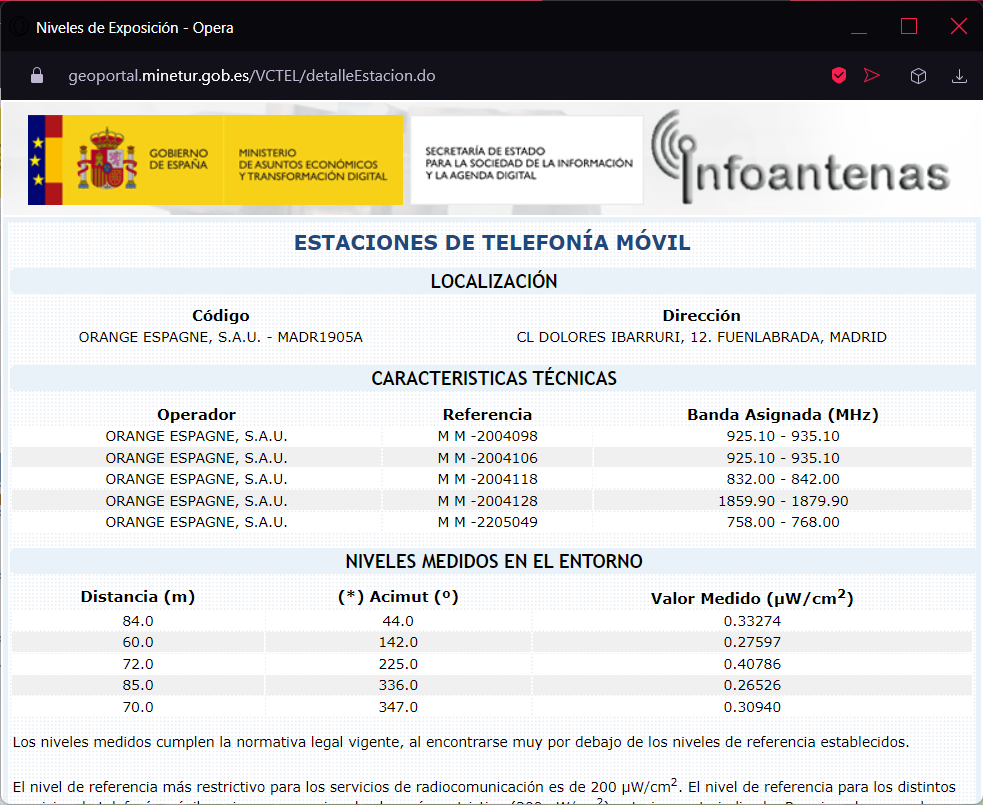 Niveles de Exposición - Opera
geoportal.minetur.gob.es/VCTEL/detalleEstacion.do
GOBIERNO
DE ESPAÑA
MINISTERIO
DE ASUNTOS ECONÓMICOS
Y TRANSFORMACIÓN DIGITAL
SECRETARÍA DE ESTADO
PARA LA SOCIEDAD DE LA INFORMACIÓN
Y LA AGENDA DIGITAL
Infoantenas
ESTACIONES DE TELEFONÍA MÓVIL
LOCALIZACIÓN
Código Dirección
ORANGE ESPAGNE, S.A.U. - MADR1905A CL DOLORES IBARRURI, 12. FUENLABRADA, MADRID
CARACTERISTICAS TÉCNICAS
Operador Referencia Banda Asignada (MHz)
ORANGE ESPAGNE, S.A.U. M M -2004098 925.10 - 935.10
ORANGE ESPAGNE, S.A.U. M M -2004106 925.10 - 935.10
ORANGE ESPAGNE, S.A.U. M M -2004118 832.00 - 842.00
ORANGE ESPAGNE, S.A.U. M M -2004128 1859.90 - 1879.90
ORANGE ESPAGNE, S.A.U. M M -2205049 758.00 - 768.00
NIVELES MEDIDOS EN EL ENTORNO
Distancia (m) (*) Acimut (º) Valor Medido (µW/cm²)
84.0 44.0 0.33274
60.0 142.0 0.27597
72.0 225.0 0.40786
85.0 336.0 0.26526
70.0 347.0 0.30940
Los niveles medidos cumplen la normativa legal vigente, al encontrarse muy por debajo de los niveles de referencia establecidos.
El nivel de referencia más restrictivo para los servicios de radiocomunicación es de 200 µW/cm². El nivel de referencia para los distintos